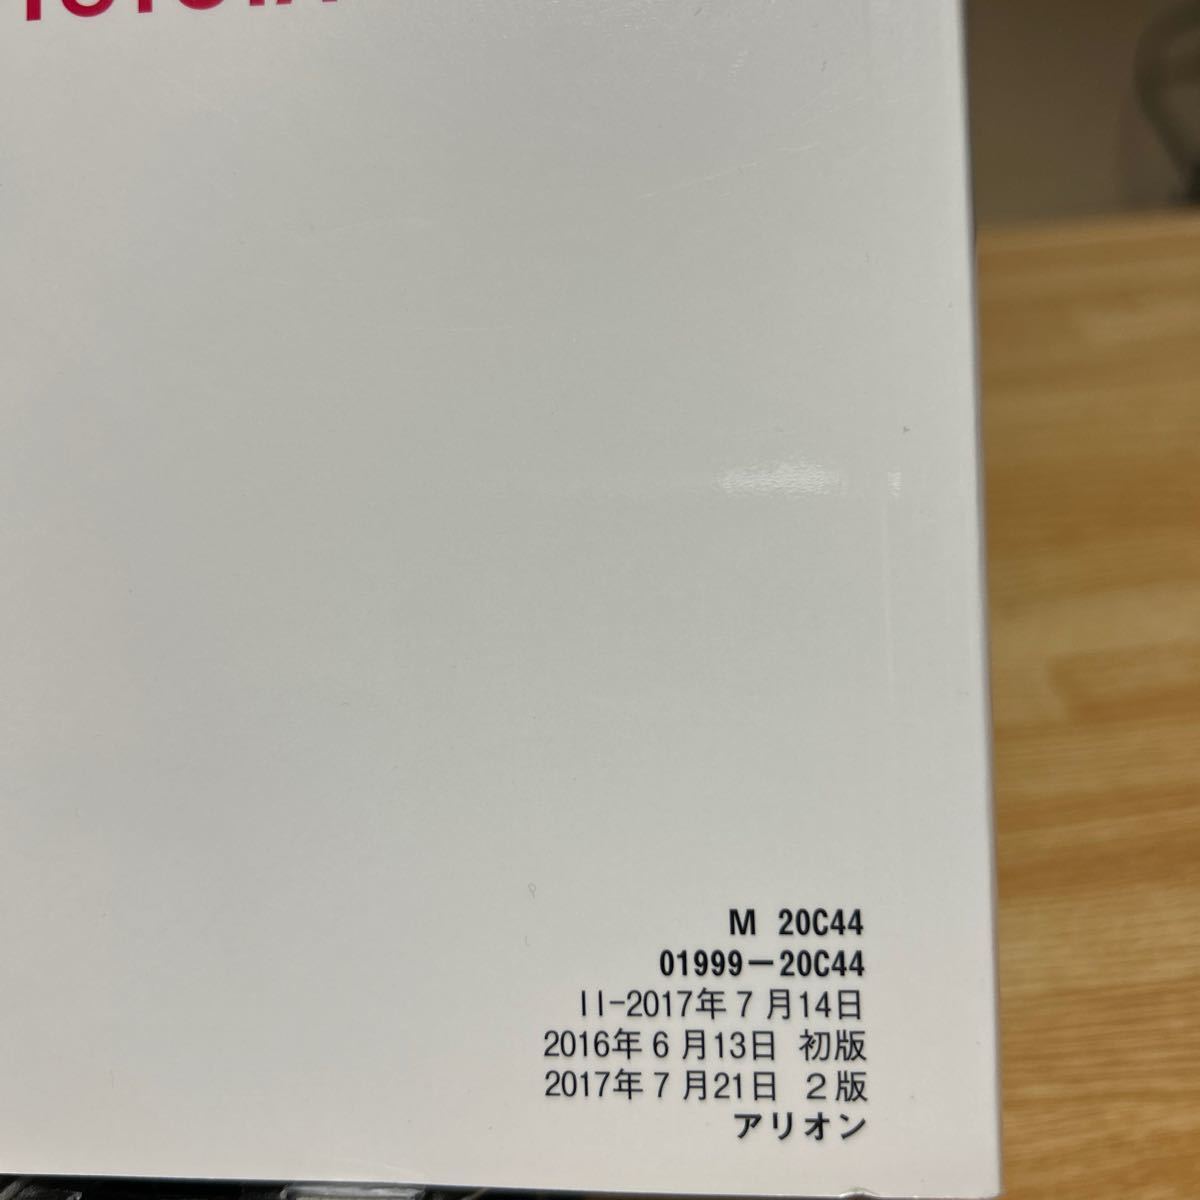 TOYOTA
M 20C44
01999-20C44
II-2017年7月14日
2016年6月13日 初版
2017年7月21日 2版
アリオン